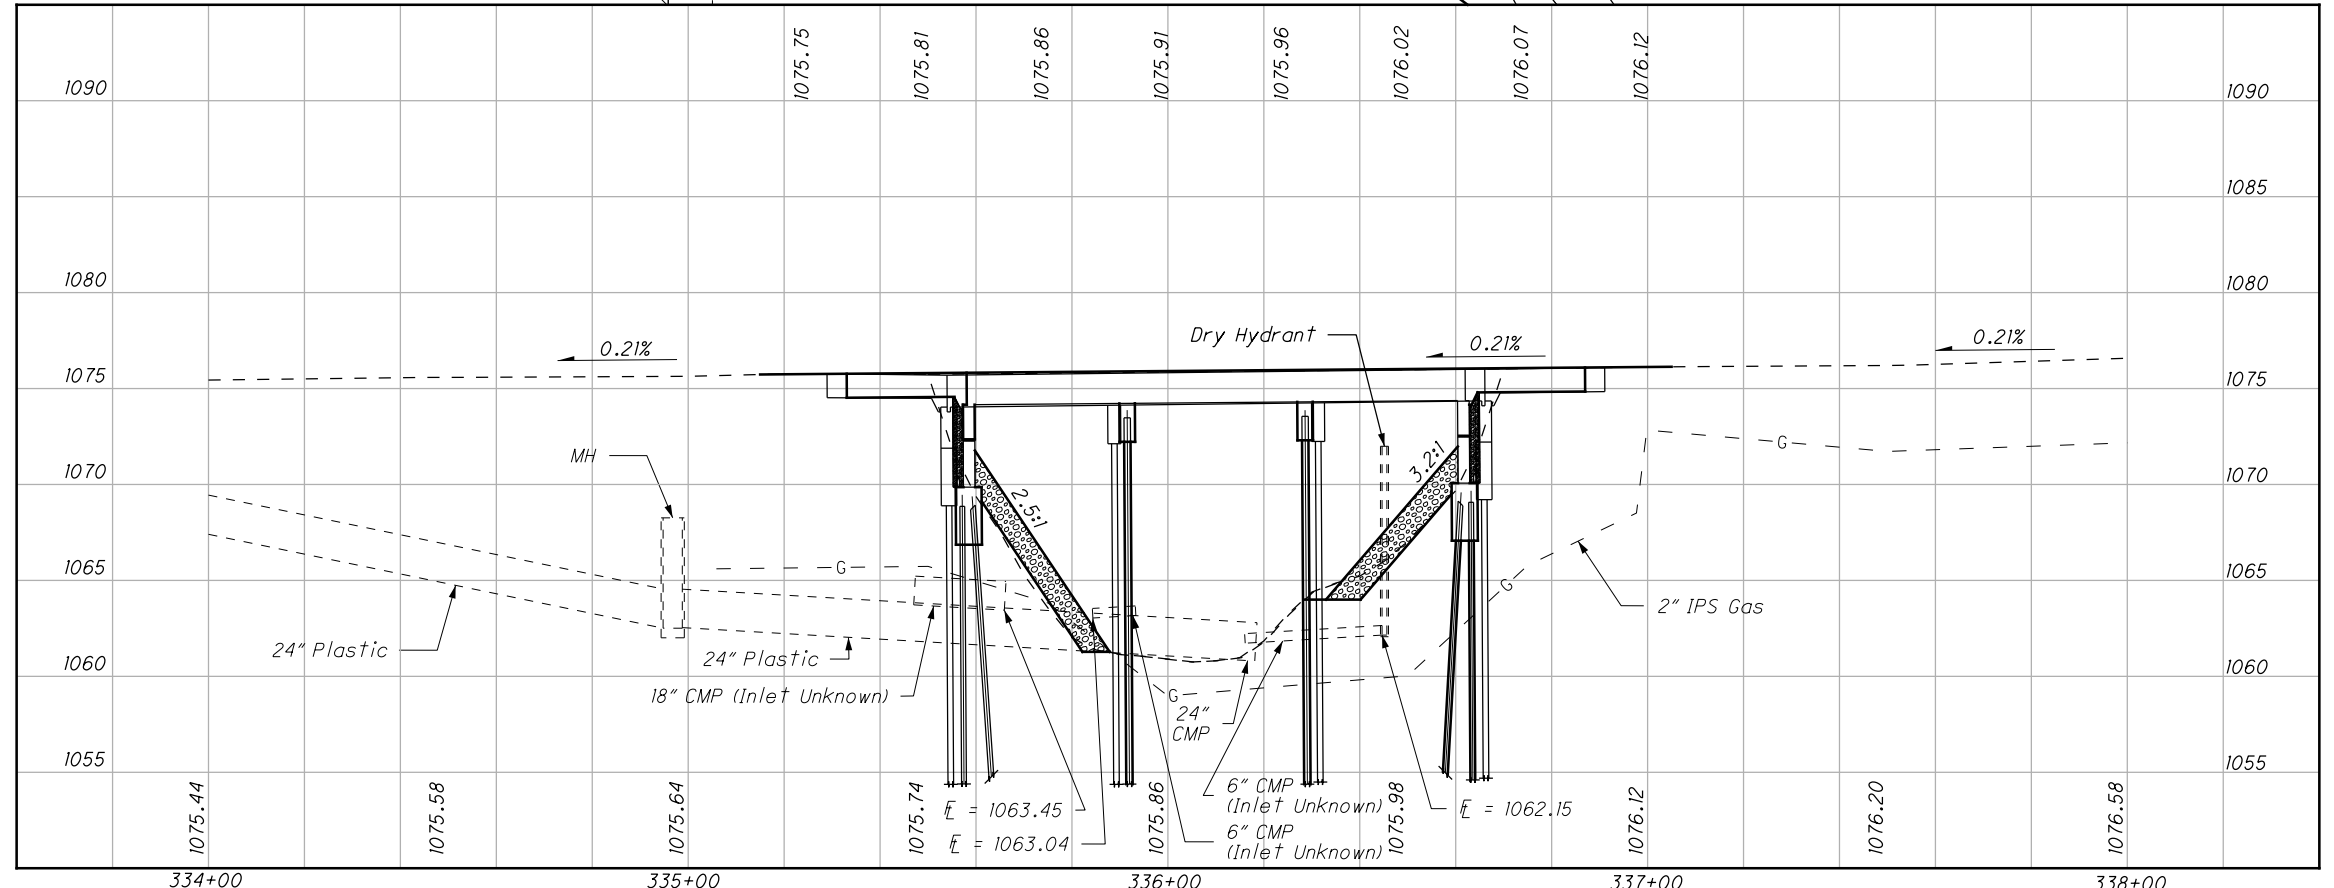 1075.75
1075.81
1075.86
1075.91
1075.96
1076.02
1076.07
1076.12
1090
1090
1085
1080
1080
Dry Hydrant
0.21%
0.21%
0.21%
1075
1075
MH
1070
1070
2.5:1
3.2:1
G
1065
G
G
1065
2" IPS Gas
24" Plastic
24" Plastic
1060
1060
18" CMP (Inlet Unknown)
G
24"
CMP
1055
1055
6" CMP
(Inlet Unknown)
FL = 1063.45
FL = 1062.15
6" CMP
(Inlet Unknown)
FL = 1063.04
1075.44
1075.58
1075.64
1075.74
1075.86
1075.98
1076.12
1076.20
1076.58
334+00
335+00
336+00
337+00
338+00